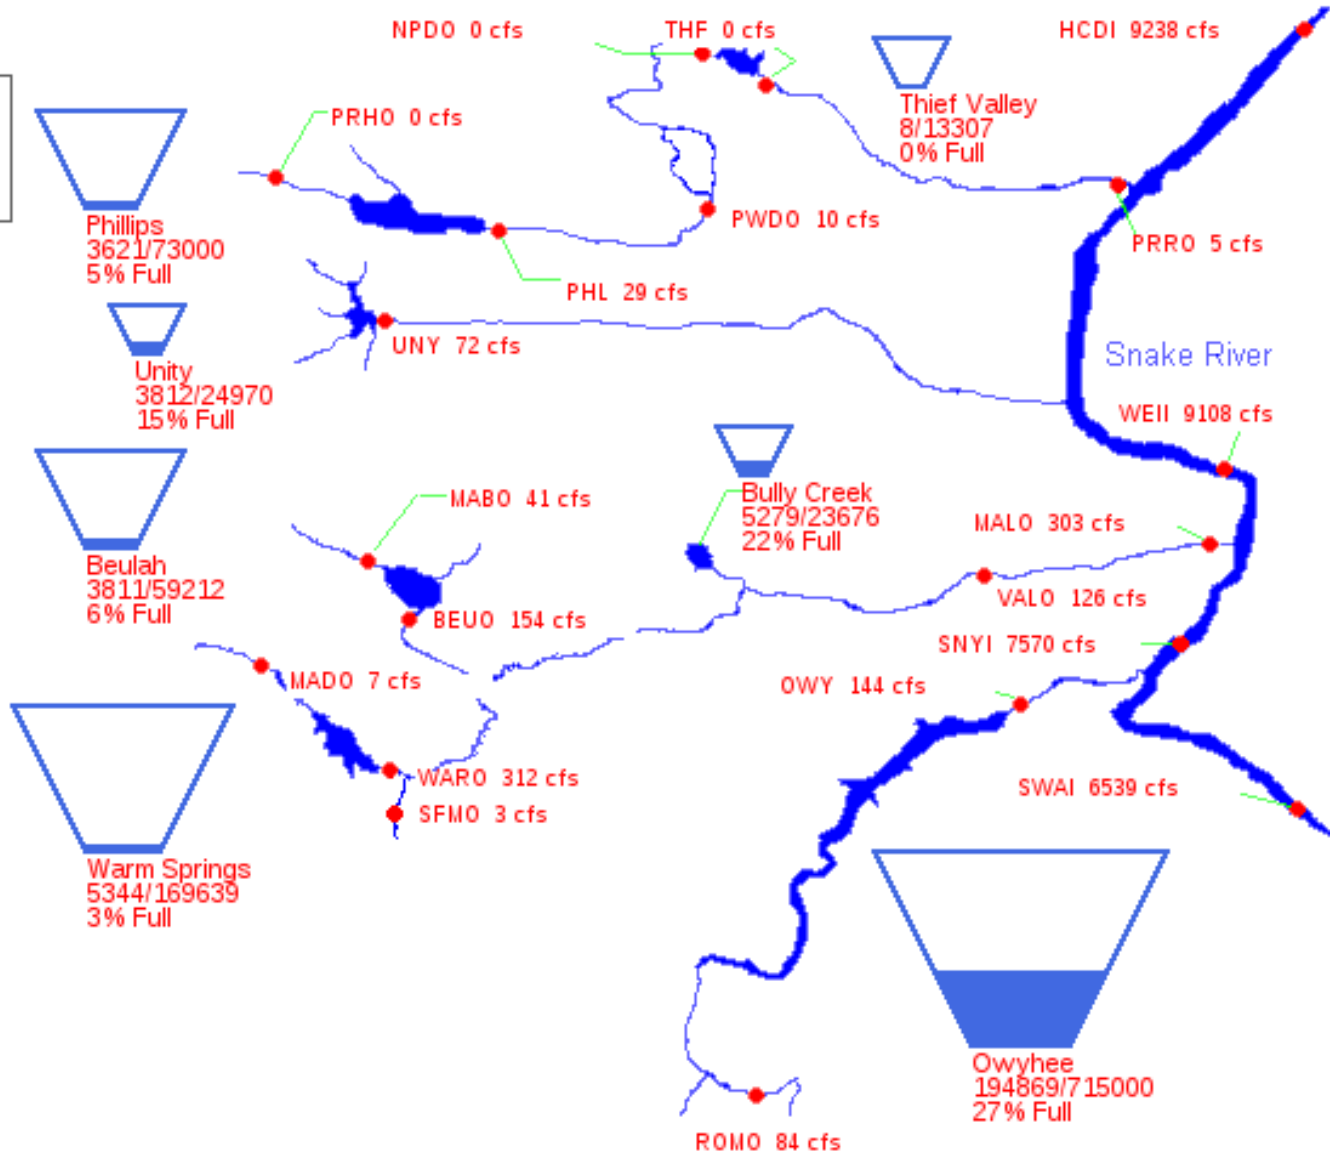 NPDO 0 cfs
THF 0 cfs
HCDI 9238 cfs
Thief Valley
8/13307
0% Full
PRHO 0 cfs
Phillips
3621/73000
5% Full
PWDO 10 cfs
PRRO 5 cfs
PHL 29 cfs
UNY 72 cfs
Snake River
Unity
3812/24970
15% Full
WEII 9108 cfs
MABO 41 cfs
Bully Creek
5279/23676
22% Full
MALO 303 cfs
Beulah
3811/59212
6% Full
VALO 126 cfs
BEUO 154 cfs
SNYI 7570 cfs
MADO 7 cfs
OWY 144 cfs
WARO 312 cfs
SWAI 6539 cfs
SFMO 3 cfs
Warm Springs
5344/169639
3% Full
Owyhee
194869/715000
27% Full
ROMO 84 cfs